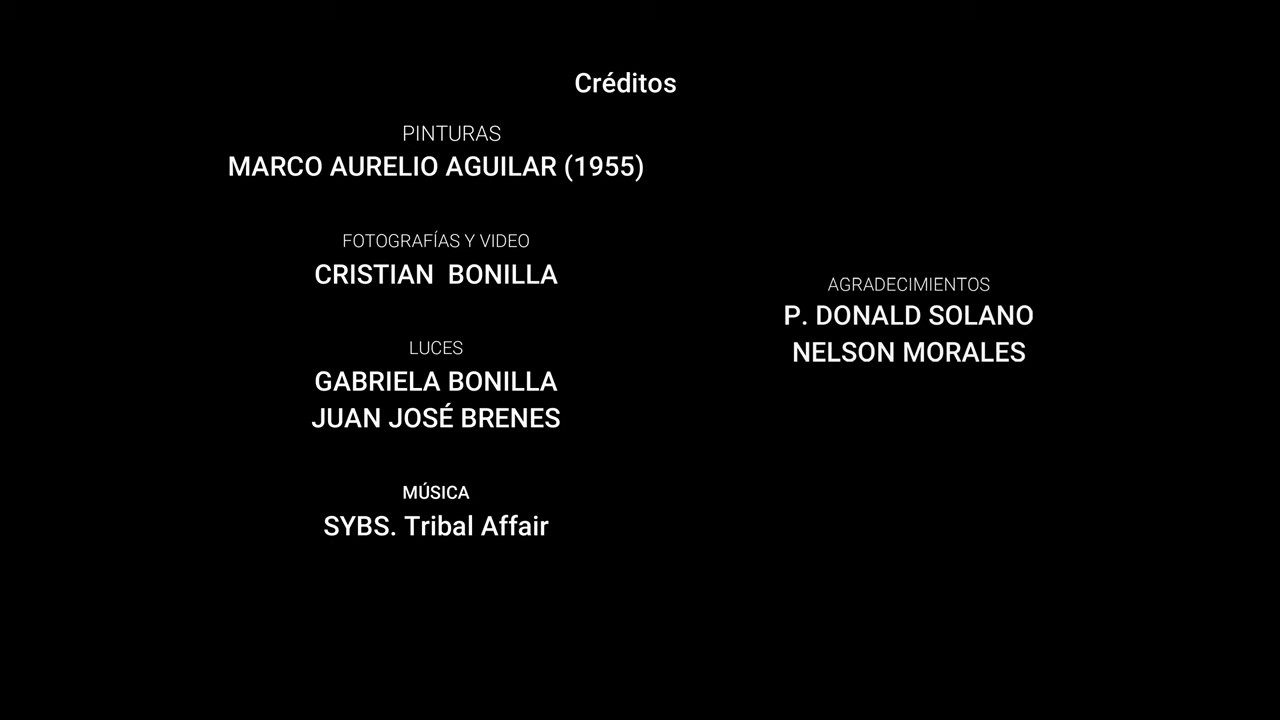 Créditos
PINTURAS
MARCO AURELIO AGUILAR (1955)
FOTOGRAFÍAS Y VIDEO
CRISTIAN  BONILLA
LUCES
GABRIELA BONILLA
JUAN JOSÉ BRENES
MÚSICA
SYBS. Tribal Affair
AGRADECIMIENTOS
P. DONALD SOLANO
NELSON MORALES